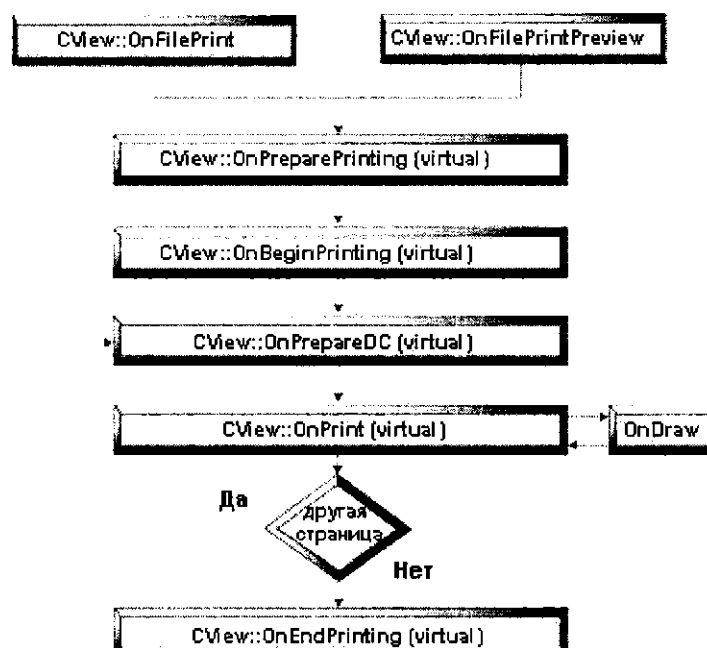 CView::OnFilePrint
CView::OnFilePrintPreview
CView::OnPreparePrinting (virtual)
CView::OnBeginPrinting (virtual)
CView::OnPrepareDC (virtual)
CView::OnPrint (virtual)
OnDraw
Да
другая
страница
Нет
CView::OnEndPrinting (virtual)